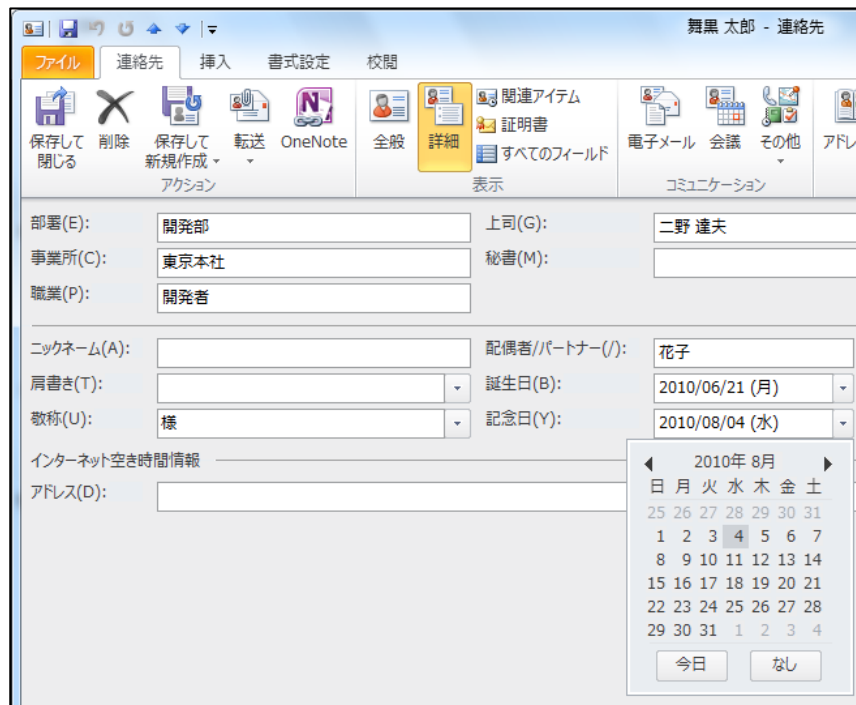 舞黒 太郎 - 連絡先
ファイル 連絡先 挿入 書式設定 校閲
保存して
閉じる
削除
保存して
新規作成
転送
OneNote
アクション
全般
詳細
関連アイテム
証明書
すべてのフィールド
表示
電子メール
会議
その他
コミュニケーション
アドレ
部署(E): 開発部 上司(G): 二野 達夫
事業所(C): 東京本社 秘書(M):
職業(P): 開発者
ニックネーム(A): 配偶者/パートナー(/): 花子
肩書き(T): 誕生日(B): 2010/06/21 (月)
敬称(U): 様 記念日(Y): 2010/08/04 (水)
インターネット空き時間情報
アドレス(D):
2010年 8月
日 月 火 水 木 金 土
25 26 27 28 29 30 31
1 2 3 4 5 6 7
8 9 10 11 12 13 14
15 16 17 18 19 20 21
22 23 24 25 26 27 28
29 30 31 1 2 3 4
今日 なし